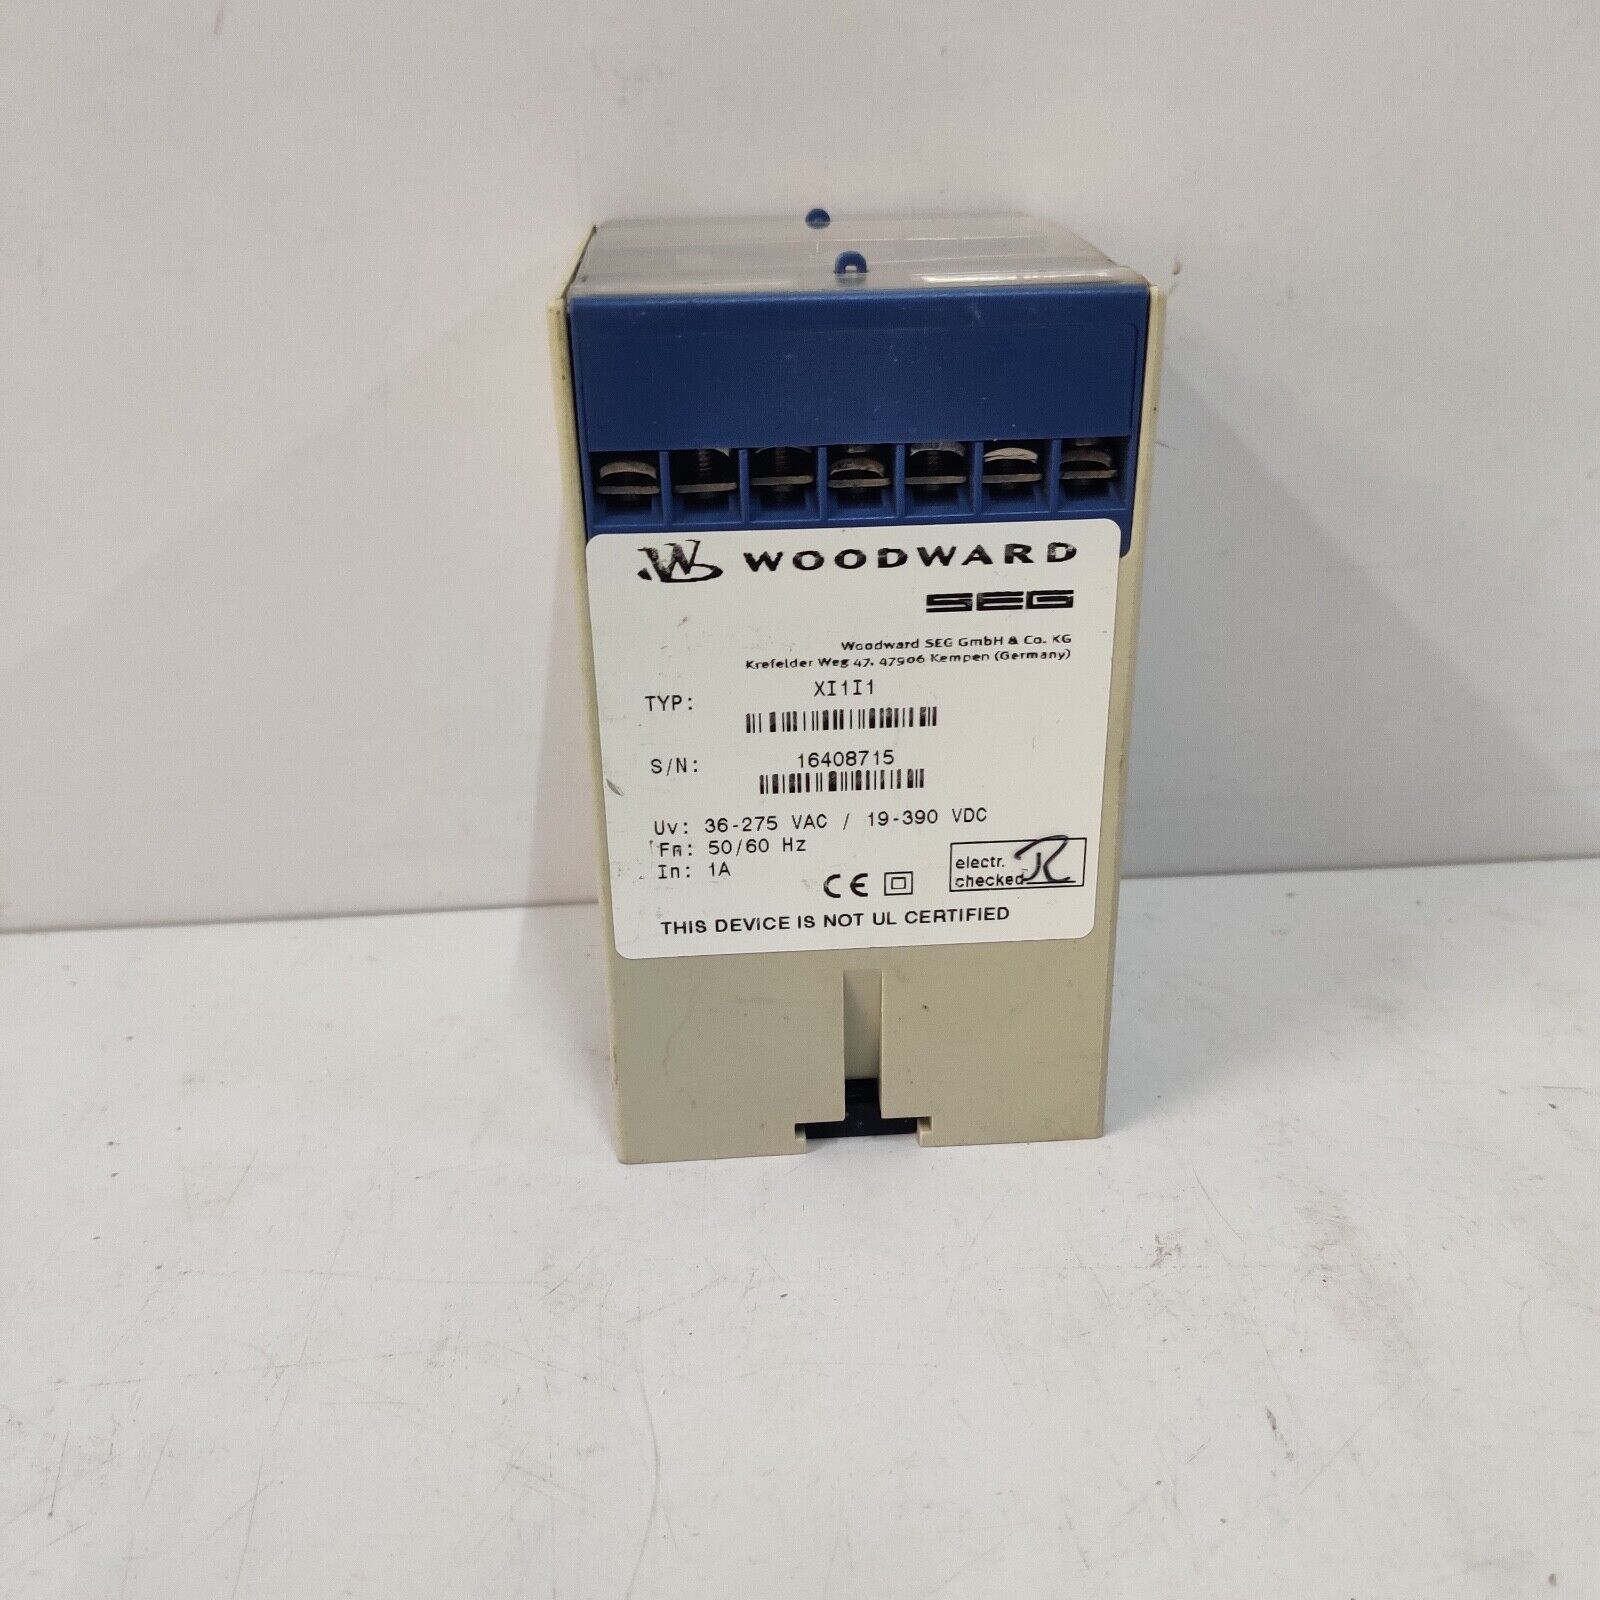 WOODWARD
SEG
Woodward SEG GmbH & Co. KG
Krefelder Weg 47, 47906 Kempen (Germany)
TYP: XI1I1
S/N: 16408715
Uv: 36-275 VAC / 19-390 VDC
Fn: 50/60 Hz
In: 1A
CE
electr.
checked
THIS DEVICE IS NOT UL CERTIFIED